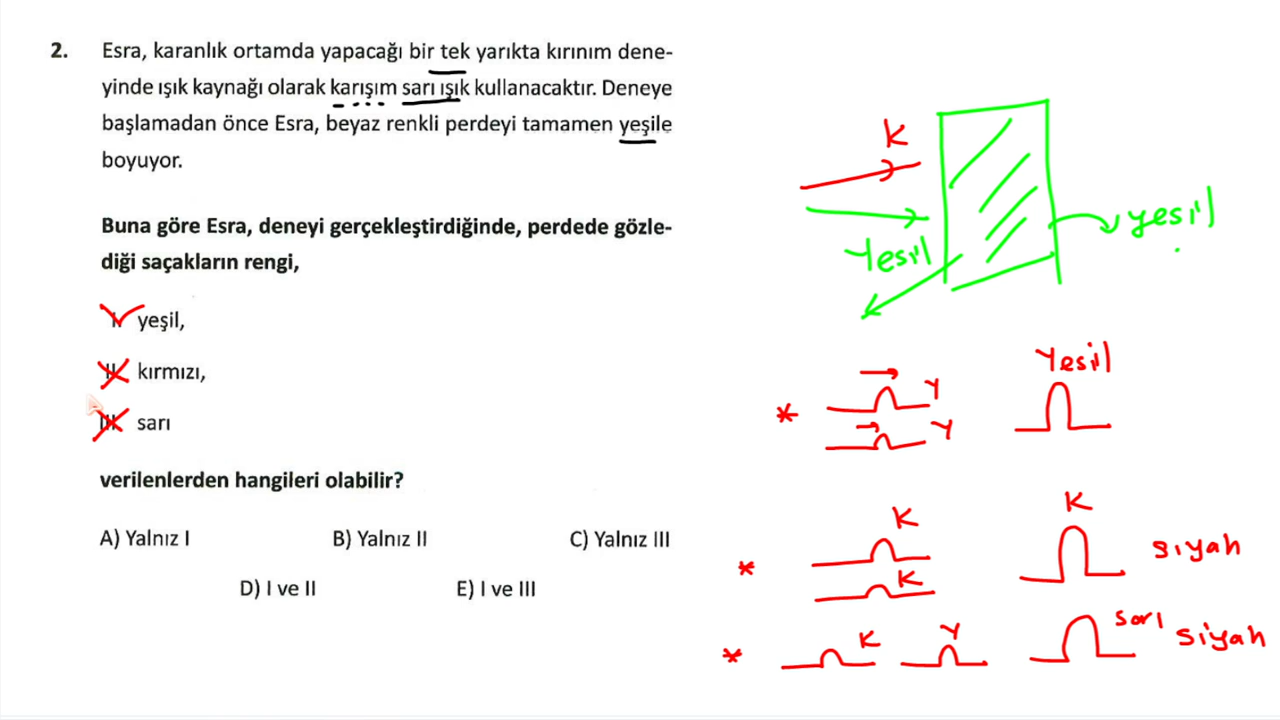 2. Esra, karanlık ortamda yapacağı bir tek yarıkta kırınım dene-
yinde ışık kaynağı olarak karışım sarı ışık kullanacaktır. Deneye
başlamadan önce Esra, beyaz renkli perdeyi tamamen yeşile
boyuyor.
Buna göre Esra, deneyi gerçekleştirdiğinde, perdede gözle-
diği saçakların rengi,
I. yeşil,
II. kırmızı,
III. sarı
verilenlerden hangileri olabilir?
A) Yalnız I B) Yalnız II C) Yalnız III
D) I ve II E) I ve III
K
Yesil
yesil
Yesil
* Y
Y
K
K
siyah
* K
* K Y sarı siyah